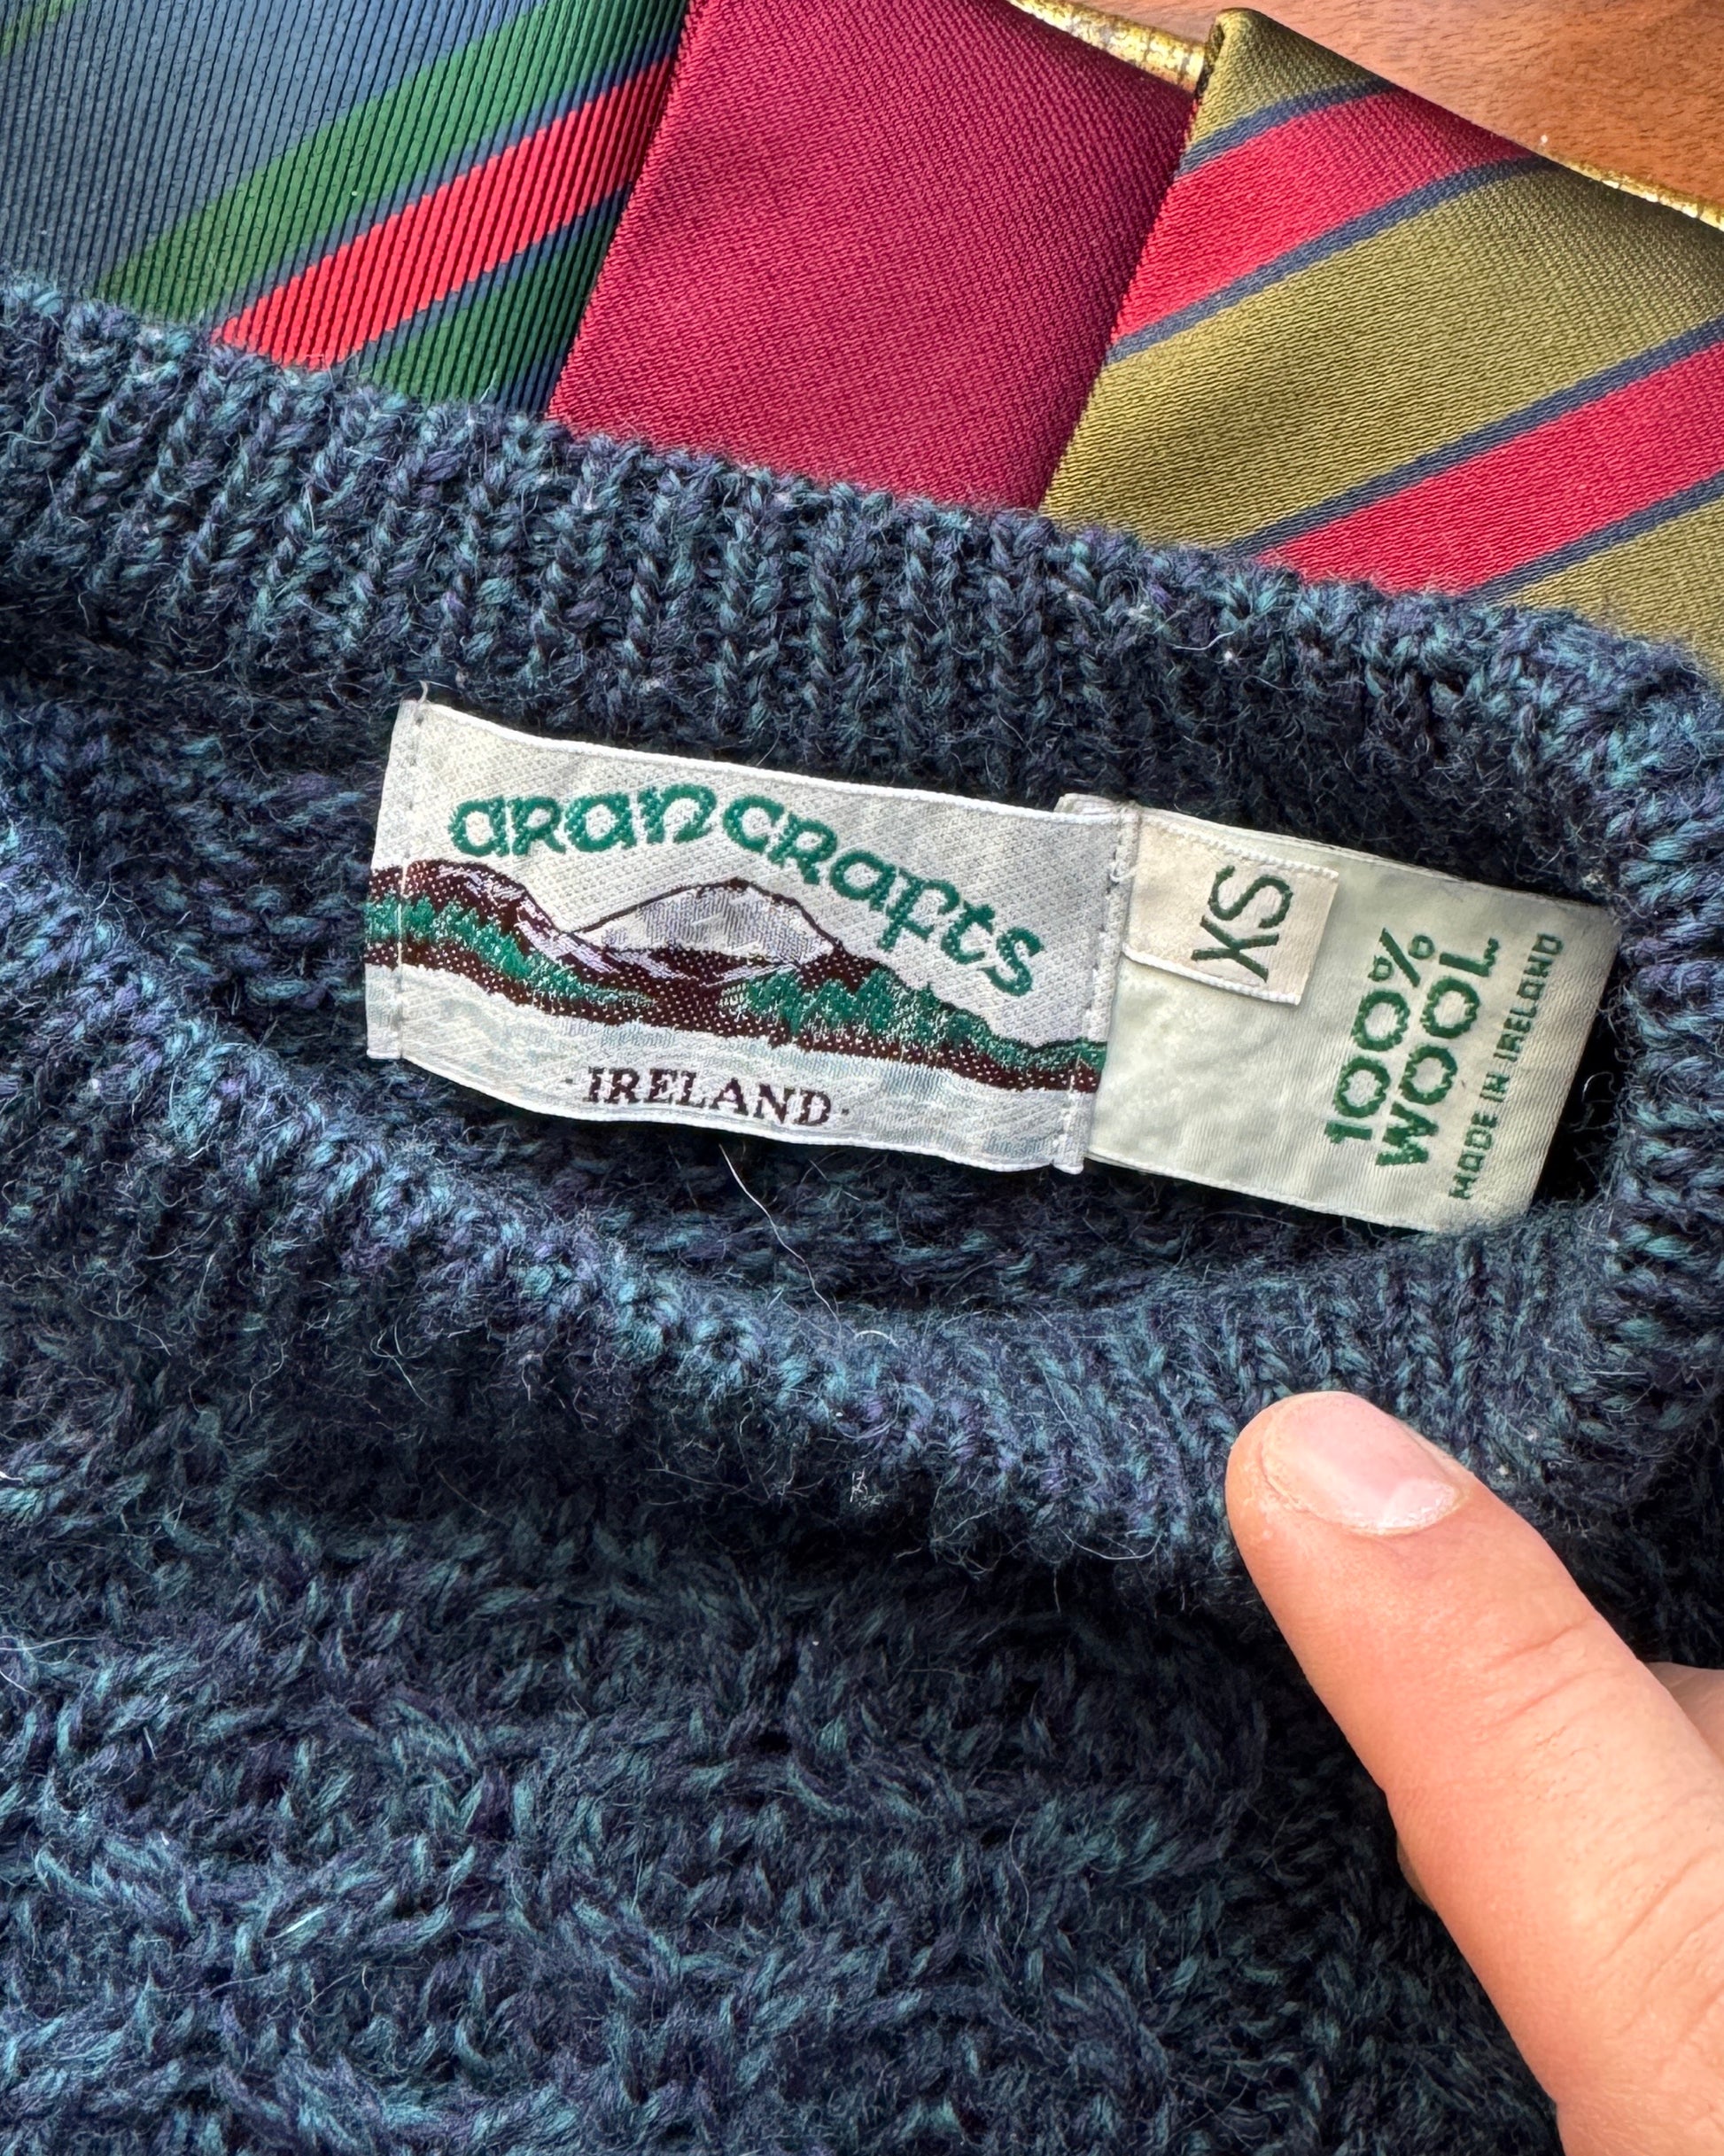 arancrafts
·IRELAND·
XS
100%
WOOL
MADE IN IRELAND